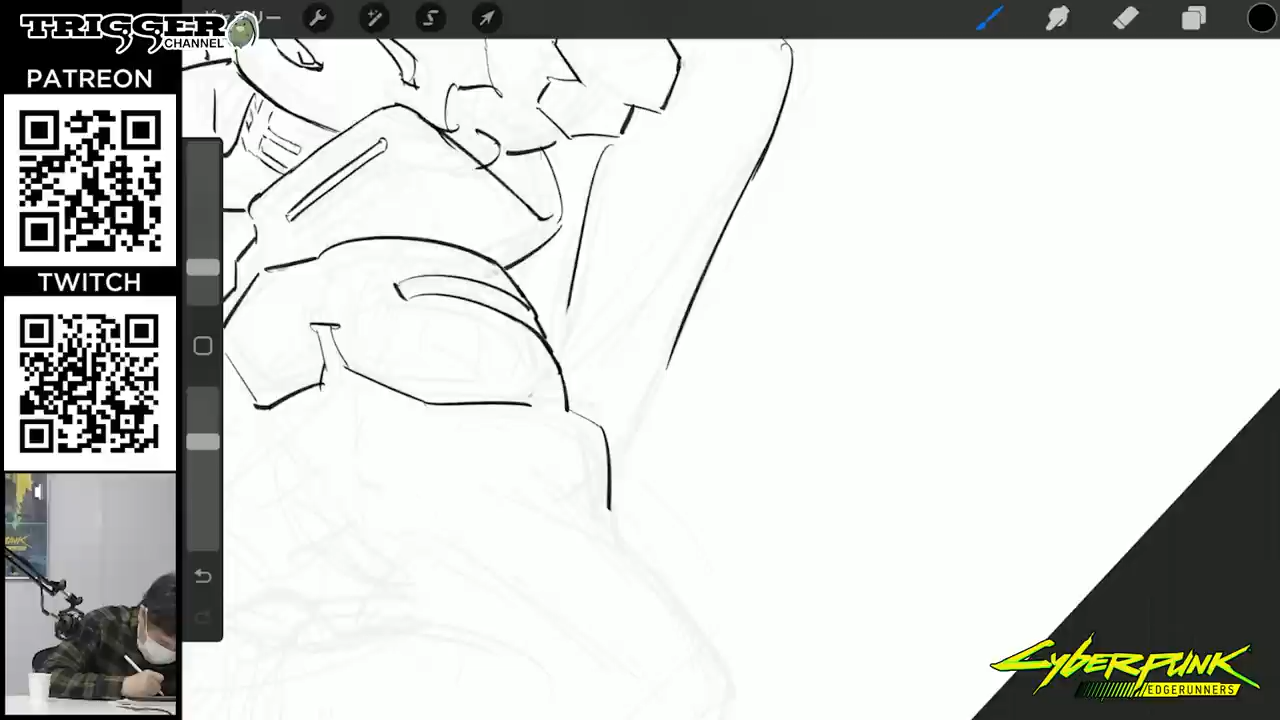 TRIGGER
CHANNEL
PATREON
TWITCH
CYBERPUNK
EDGERUNNERS